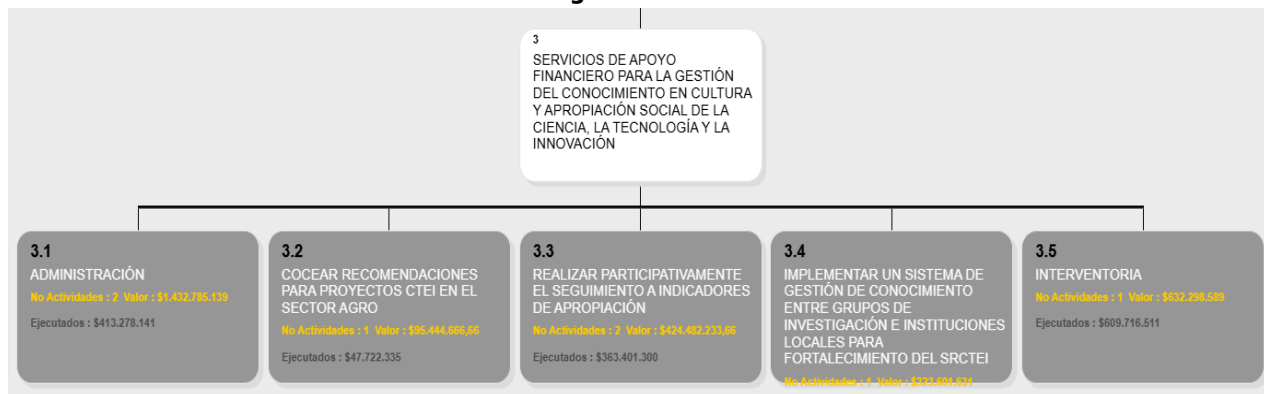 3
SERVICIOS DE APOYO
FINANCIERO PARA LA GESTIÓN
DEL CONOCIMIENTO EN CULTURA
Y APROPIACIÓN SOCIAL DE LA
CIENCIA, LA TECNOLOGÍA Y LA
INNOVACIÓN
3.1
ADMINISTRACIÓN
No Actividades : 2 Valor : $1.432.785.139
Ejecutados : $413.278.141
3.2
COCEAR RECOMENDACIONES
PARA PROYECTOS CTEI EN EL
SECTOR AGRO
No Actividades : 1 Valor : $95.444.666,66
Ejecutados : $47.722.335
3.3
REALIZAR PARTICIPATIVAMENTE
EL SEGUIMIENTO A INDICADORES
DE APROPIACIÓN
No Actividades : 2 Valor : $424.482.233,66
Ejecutados : $363.401.300
3.4
IMPLEMENTAR UN SISTEMA DE
GESTIÓN DE CONOCIMIENTO
ENTRE GRUPOS DE
INVESTIGACIÓN E INSTITUCIONES
LOCALES PARA
FORTALECIMIENTO DEL SRCTEI
No Actividades : 1 Valor :
3.5
INTERVENTORIA
No Actividades : 1 Valor : $632.298.589
Ejecutados : $609.716.511